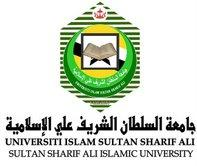 جامعة السلطان الشريف علي الإسلامية
UNIVERSITI ISLAM SULTAN SHARIF ALI
SULTAN SHARIF ALI ISLAMIC UNIVERSITY